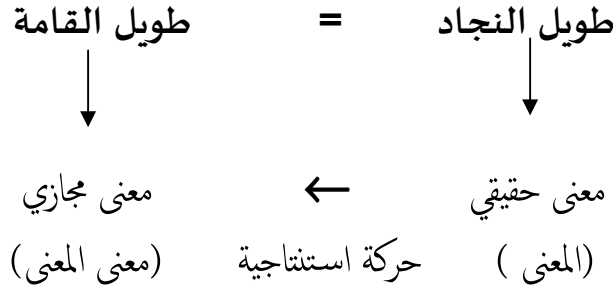 طويل النجاد = طويل القامة
معنى حقيقي ← معنى مجازي
(المعنى ) حركة استنتاجية (معنى المعنى)